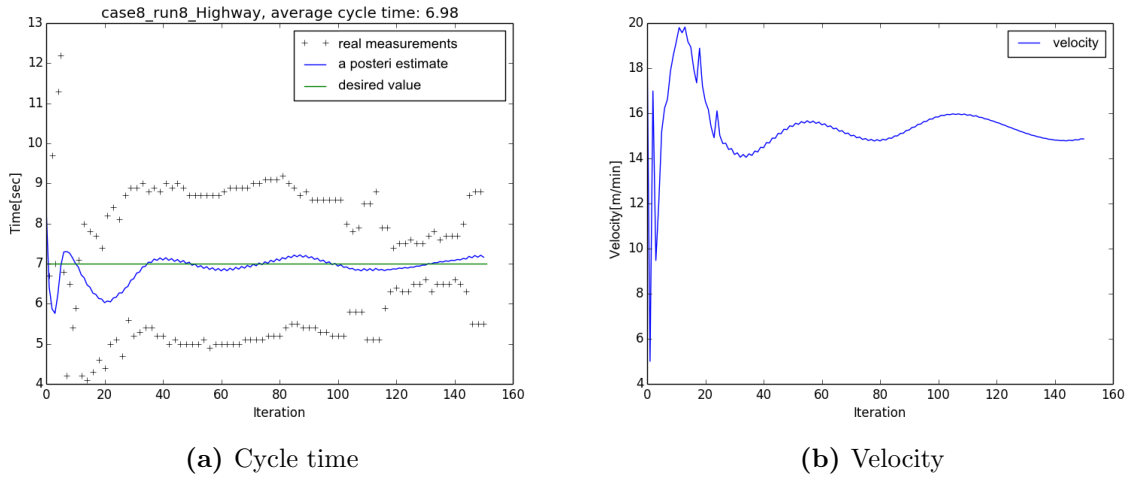 case8_run8_Highway, average cycle time: 6.98
13
12
11
10
9
8
7
6
5
4
Time[sec]
real measurements
a posteri estimate
desired value
0 20 40 60 80 100 120 140 160
Iteration
(a) Cycle time
20
18
16
14
12
10
8
6
4
Velocity[m/min]
velocity
0 20 40 60 80 100 120 140 160
Iteration
(b) Velocity